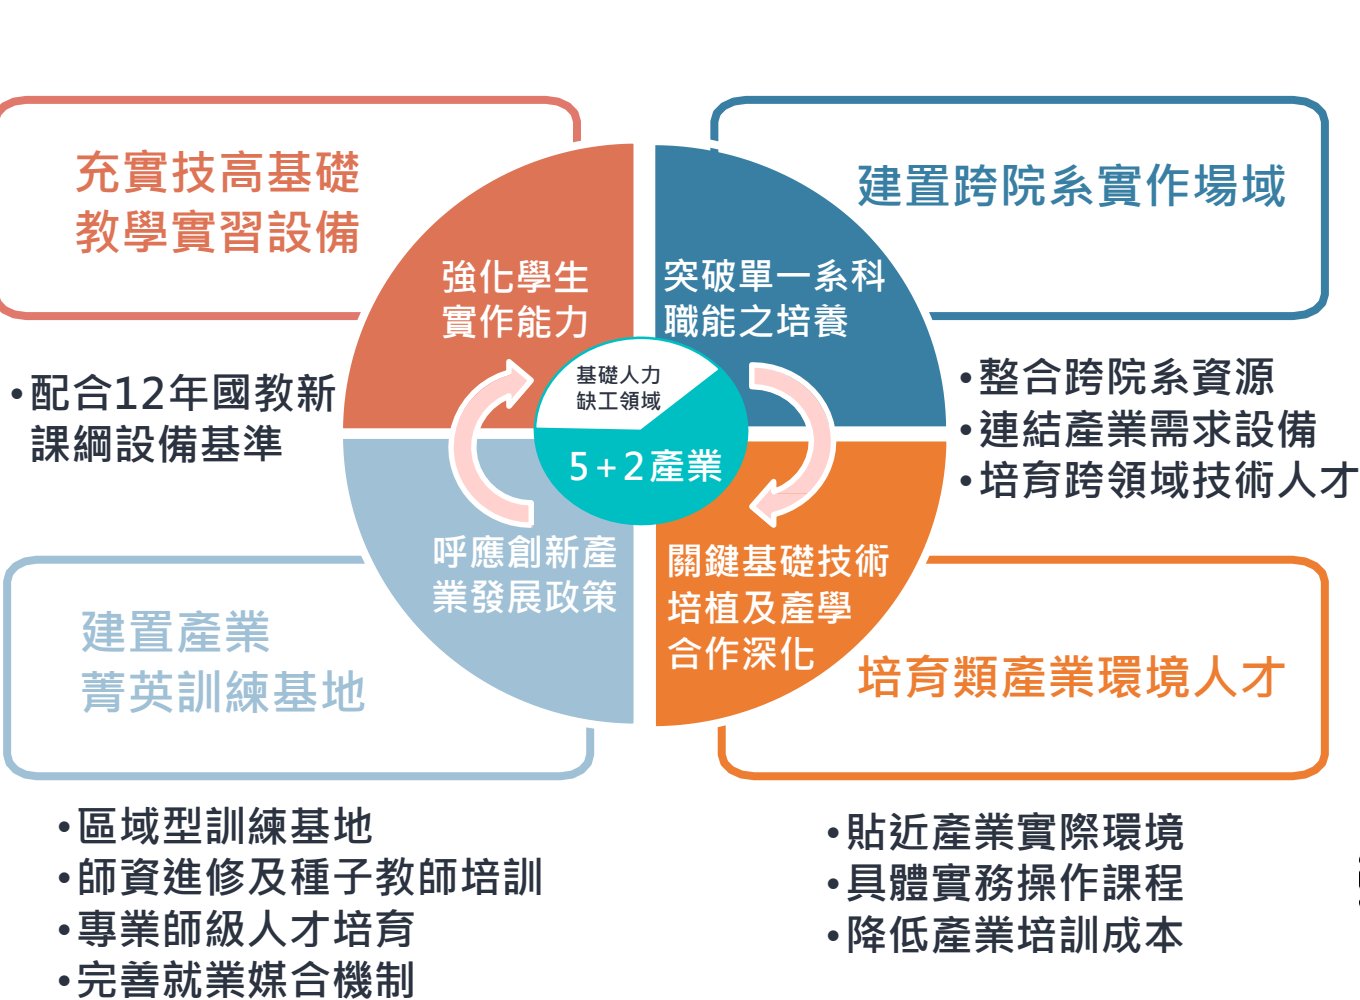 充實技高基礎
教學實習設備
建置跨院系實作場域
強化學生
實作能力
突破單一系科
職能之培養
基礎人力
缺工領域
5+2產業
•配合12年國教新
課綱設備基準
•整合跨院系資源
•連結產業需求設備
•培育跨領域技術人才
呼應創新產
業發展政策
關鍵基礎技術
培植及產學
合作深化
建置產業
菁英訓練基地
培育類產業環境人才
•區域型訓練基地
•師資進修及種子教師培訓
•專業師級人才培育
•完善就業媒合機制
•貼近產業實際環境
•具體實務操作課程
•降低產業培訓成本